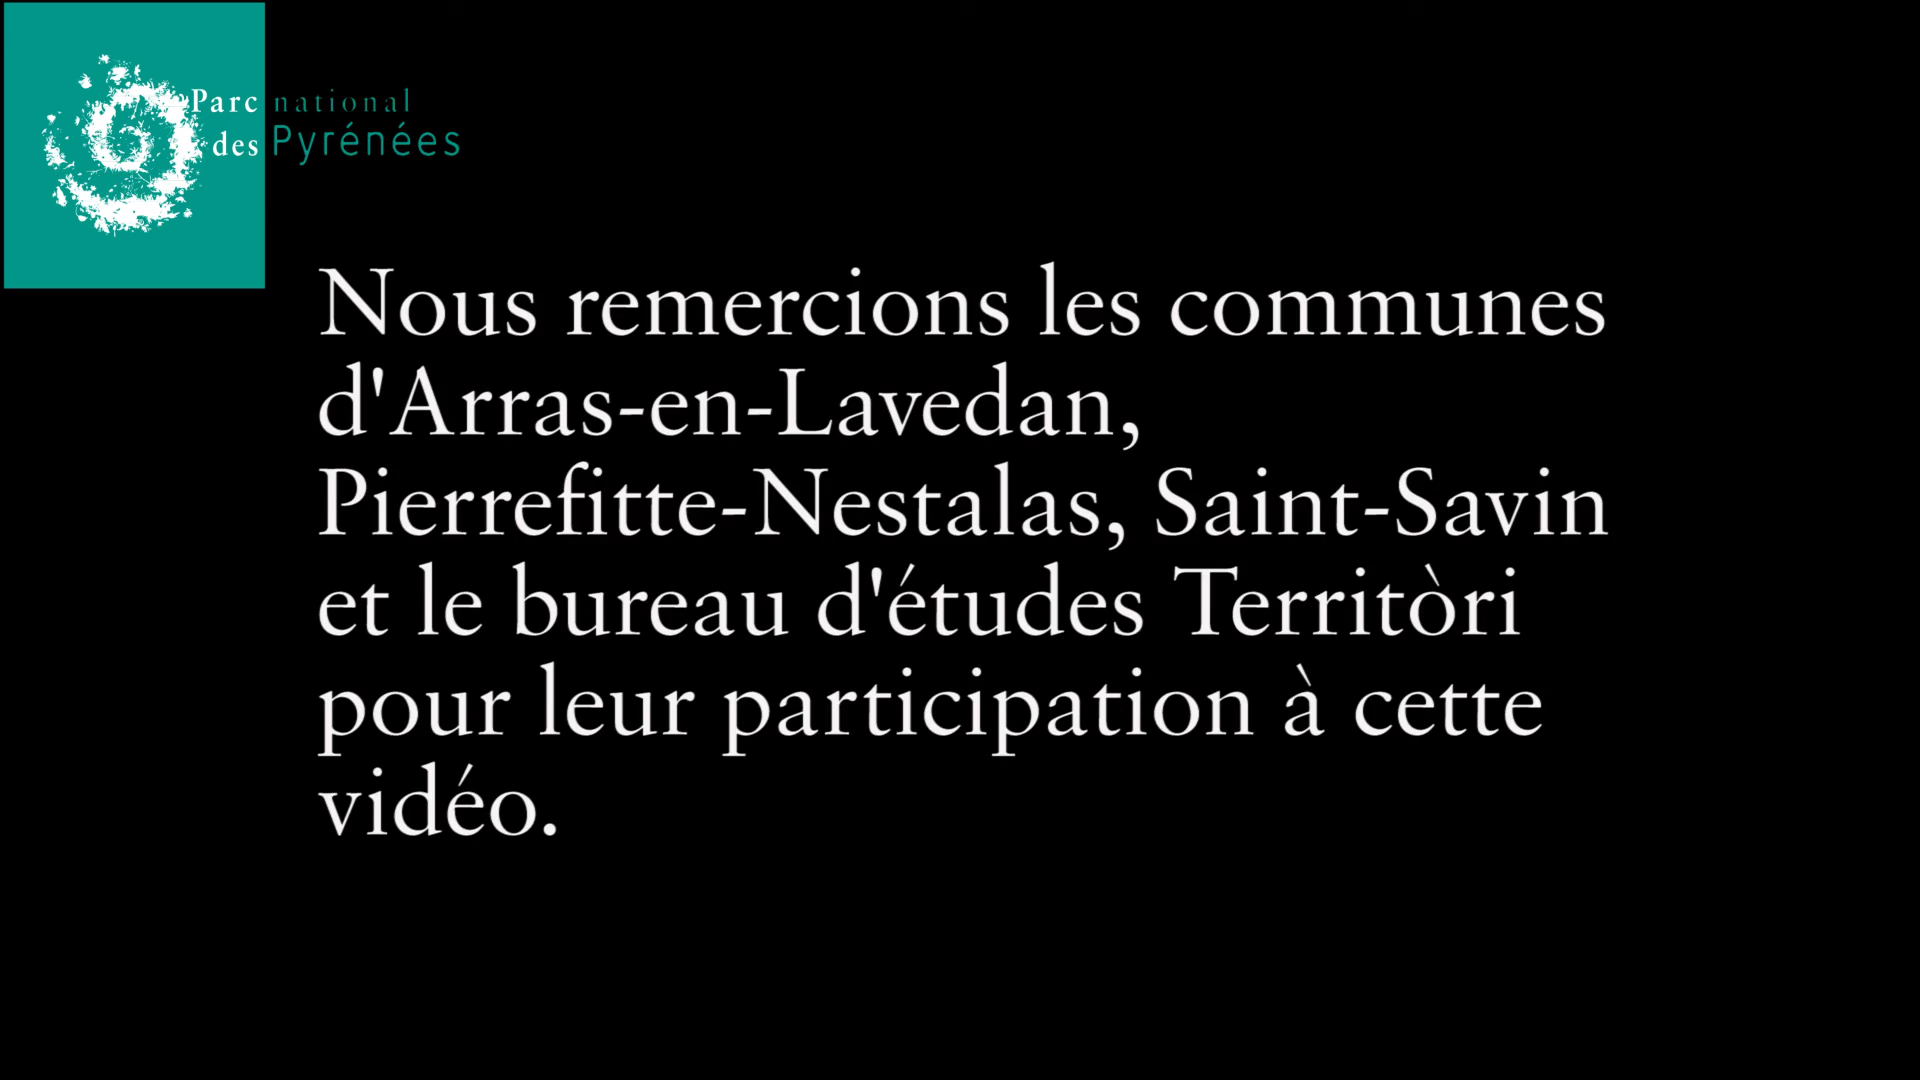 Parc national
des Pyrénées
Nous remercions les communes
d'Arras-en-Lavedan,
Pierrefitte-Nestalas, Saint-Savin
et le bureau d'études Territòri
pour leur participation à cette
vidéo.